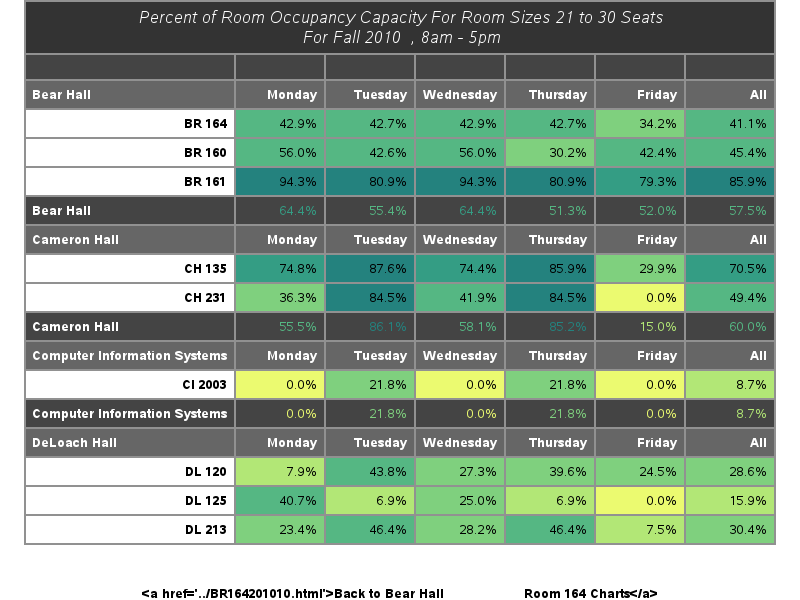 Percent of Room Occupancy Capacity For Room Sizes 21 to 30 Seats
For Fall 2010 , 8am - 5pm
Bear Hall Monday Tuesday Wednesday Thursday Friday All
BR 164 42.9% 42.7% 42.9% 42.7% 34.2% 41.1%
BR 160 56.0% 42.6% 56.0% 30.2% 42.4% 45.4%
BR 161 94.3% 80.9% 94.3% 80.9% 79.3% 85.9%
Bear Hall 64.4% 55.4% 64.4% 51.3% 52.0% 57.5%
Cameron Hall Monday Tuesday Wednesday Thursday Friday All
CH 135 74.8% 87.6% 74.4% 85.9% 29.9% 70.5%
CH 231 36.3% 84.5% 41.9% 84.5% 0.0% 49.4%
Cameron Hall 55.5% 86.1% 58.1% 85.2% 15.0% 60.0%
Computer Information Systems Monday Tuesday Wednesday Thursday Friday All
CI 2003 0.0% 21.8% 0.0% 21.8% 0.0% 8.7%
Computer Information Systems 0.0% 21.8% 0.0% 21.8% 0.0% 8.7%
DeLoach Hall Monday Tuesday Wednesday Thursday Friday All
DL 120 7.9% 43.8% 27.3% 39.6% 24.5% 28.6%
DL 125 40.7% 6.9% 25.0% 6.9% 0.0% 15.9%
DL 213 23.4% 46.4% 28.2% 46.4% 7.5% 30.4%
<a href='../BR164201010.html'>Back to Bear Hall Room 164 Charts</a>